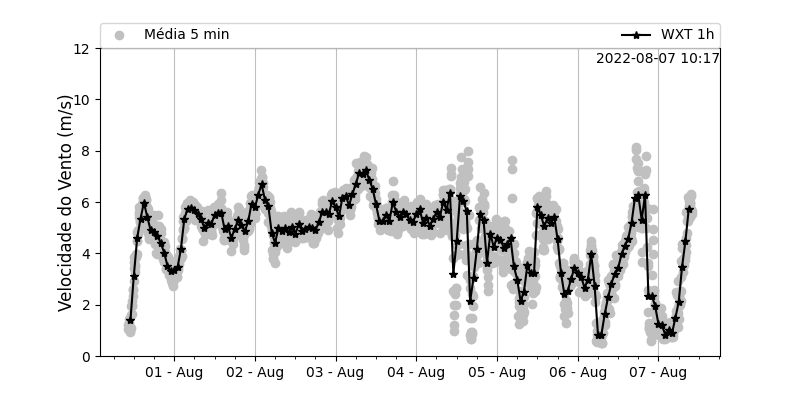 Média 5 min WXT 1h
2022-08-07 10:17
Velocidade do Vento (m/s)
12
10
8
6
4
2
0
01 - Aug 02 - Aug 03 - Aug 04 - Aug 05 - Aug 06 - Aug 07 - Aug